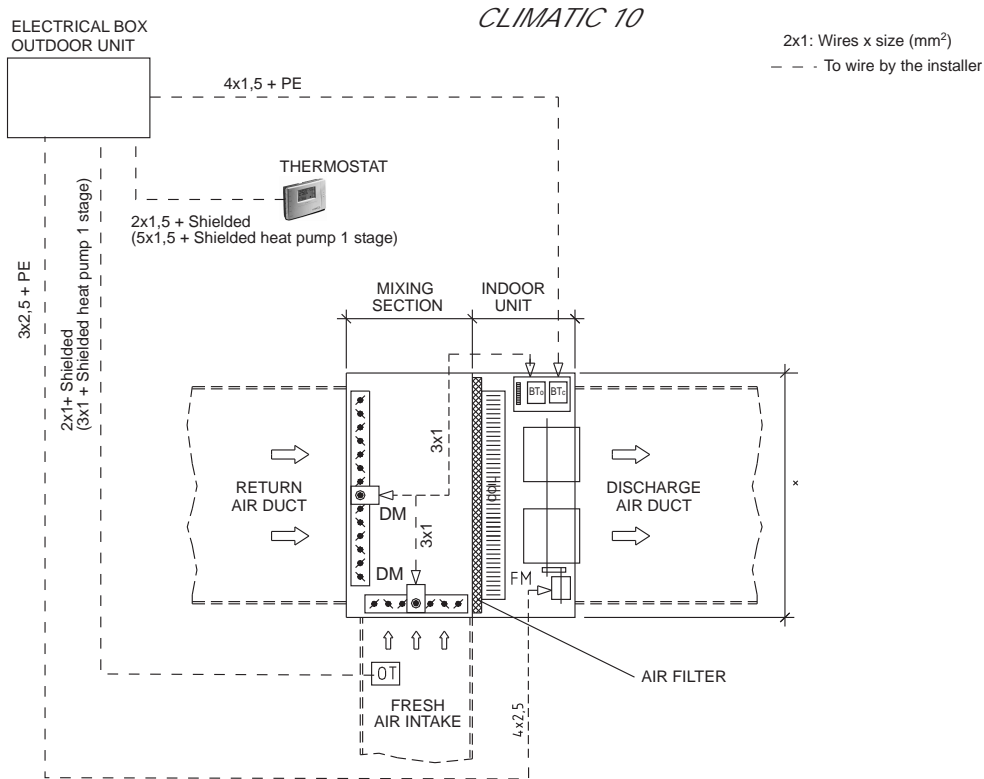 CLIMATIC 10
ELECTRICAL BOX
OUTDOOR UNIT
2x1: Wires x size (mm²)
To wire by the installer
4x1,5 + PE
THERMOSTAT
2x1,5 + Shielded
(5x1,5 + Shielded heat pump 1 stage)
3x2,5 + PE
2x1+ Shielded
(3x1 + Shielded heat pump 1 stage)
MIXING
SECTION
INDOOR
UNIT
BT₀
BTc
3x1
COIL
RETURN
AIR DUCT
DM
3x1
DISCHARGE
AIR DUCT
DM
FM
OT
FRESH
AIR INTAKE
AIR FILTER
4x2,5